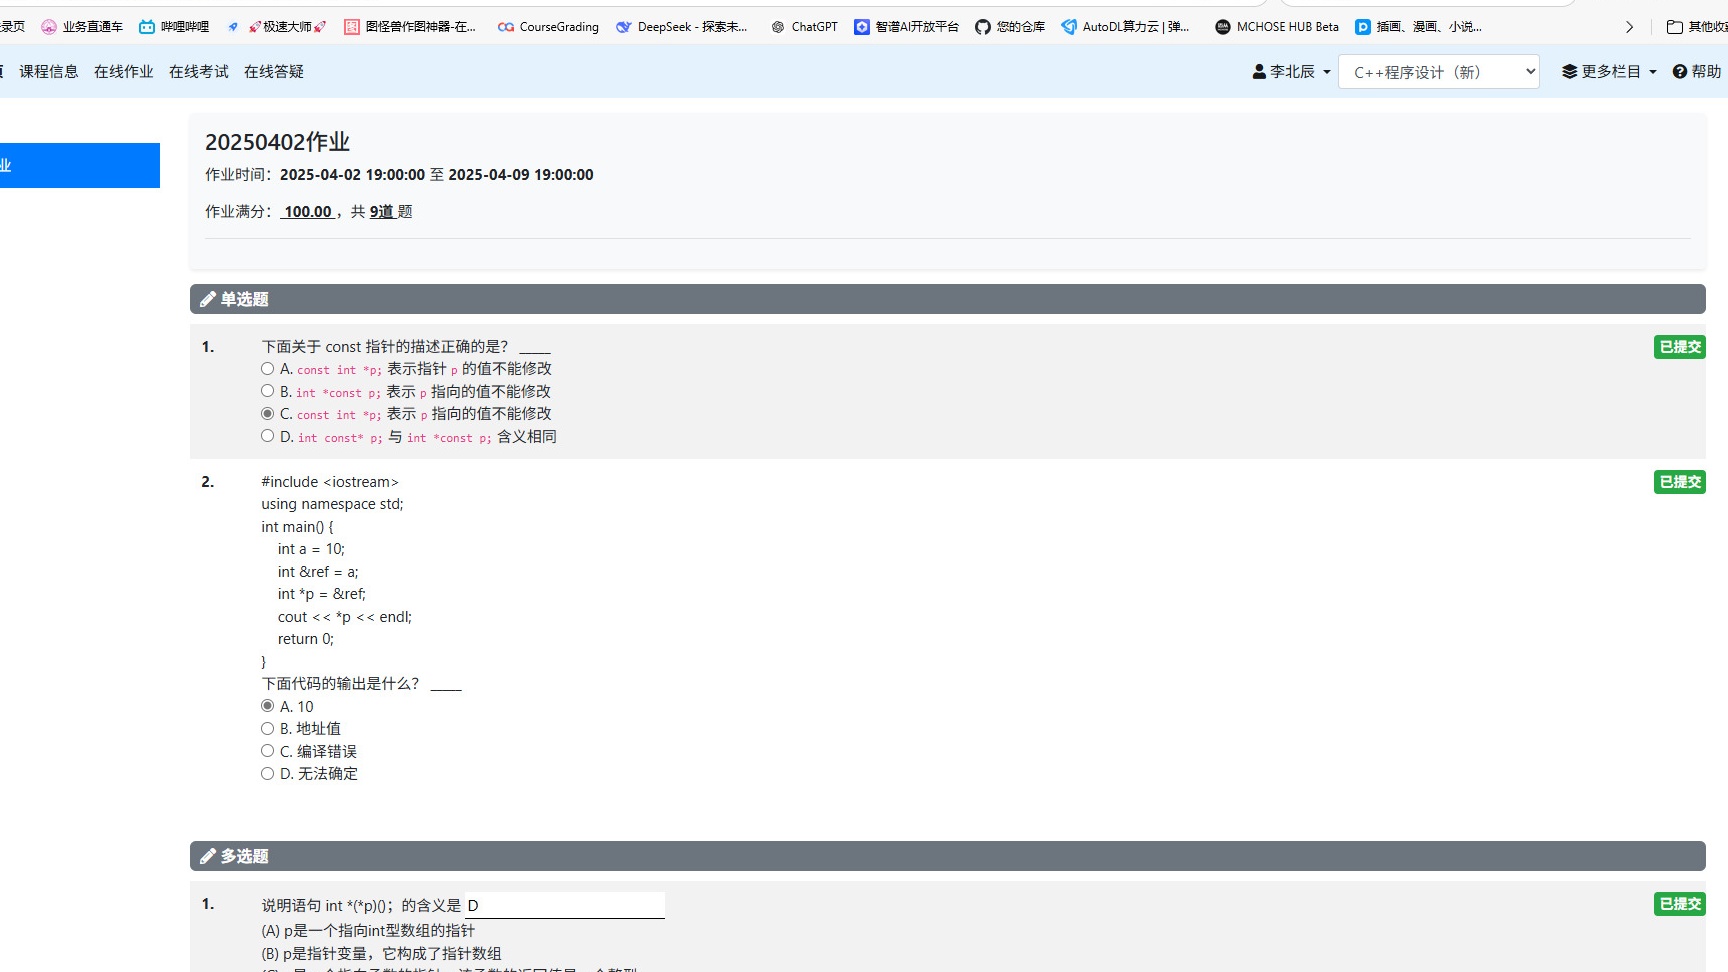 录页 业务直通车 哔哩哔哩 🚀极速大师🚀 图怪兽作图神器-在... CourseGrading DeepSeek - 探索未... ChatGPT 智谱AI开放平台 您的仓库 AutoDL算力云 | 弹... MCHOSE HUB Beta 插画、漫画、小说... 其他收
课程信息 在线作业 在线考试 在线答疑 李北辰 C++程序设计（新） 更多栏目 帮助
业
20250402作业
作业时间：2025-04-02 19:00:00 至 2025-04-09 19:00:00
作业满分： 100.00 ，共 9道 题
单选题
1. 下面关于 const 指针的描述正确的是？ ____ 已提交
A. const int *p; 表示指针 p 的值不能修改
B. int *const p; 表示 p 指向的值不能修改
C. const int *p; 表示 p 指向的值不能修改
D. int const* p; 与 int *const p; 含义相同
2. #include <iostream> 已提交
using namespace std;
int main() {
int a = 10;
int &ref = a;
int *p = &ref;
cout << *p << endl;
return 0;
}
下面代码的输出是什么？ ____
A. 10
B. 地址值
C. 编译错误
D. 无法确定
多选题
1. 说明语句 int *(*p)()；的含义是 D 已提交
(A) p是一个指向int型数组的指针
(B) p是指针变量，它构成了指针数组